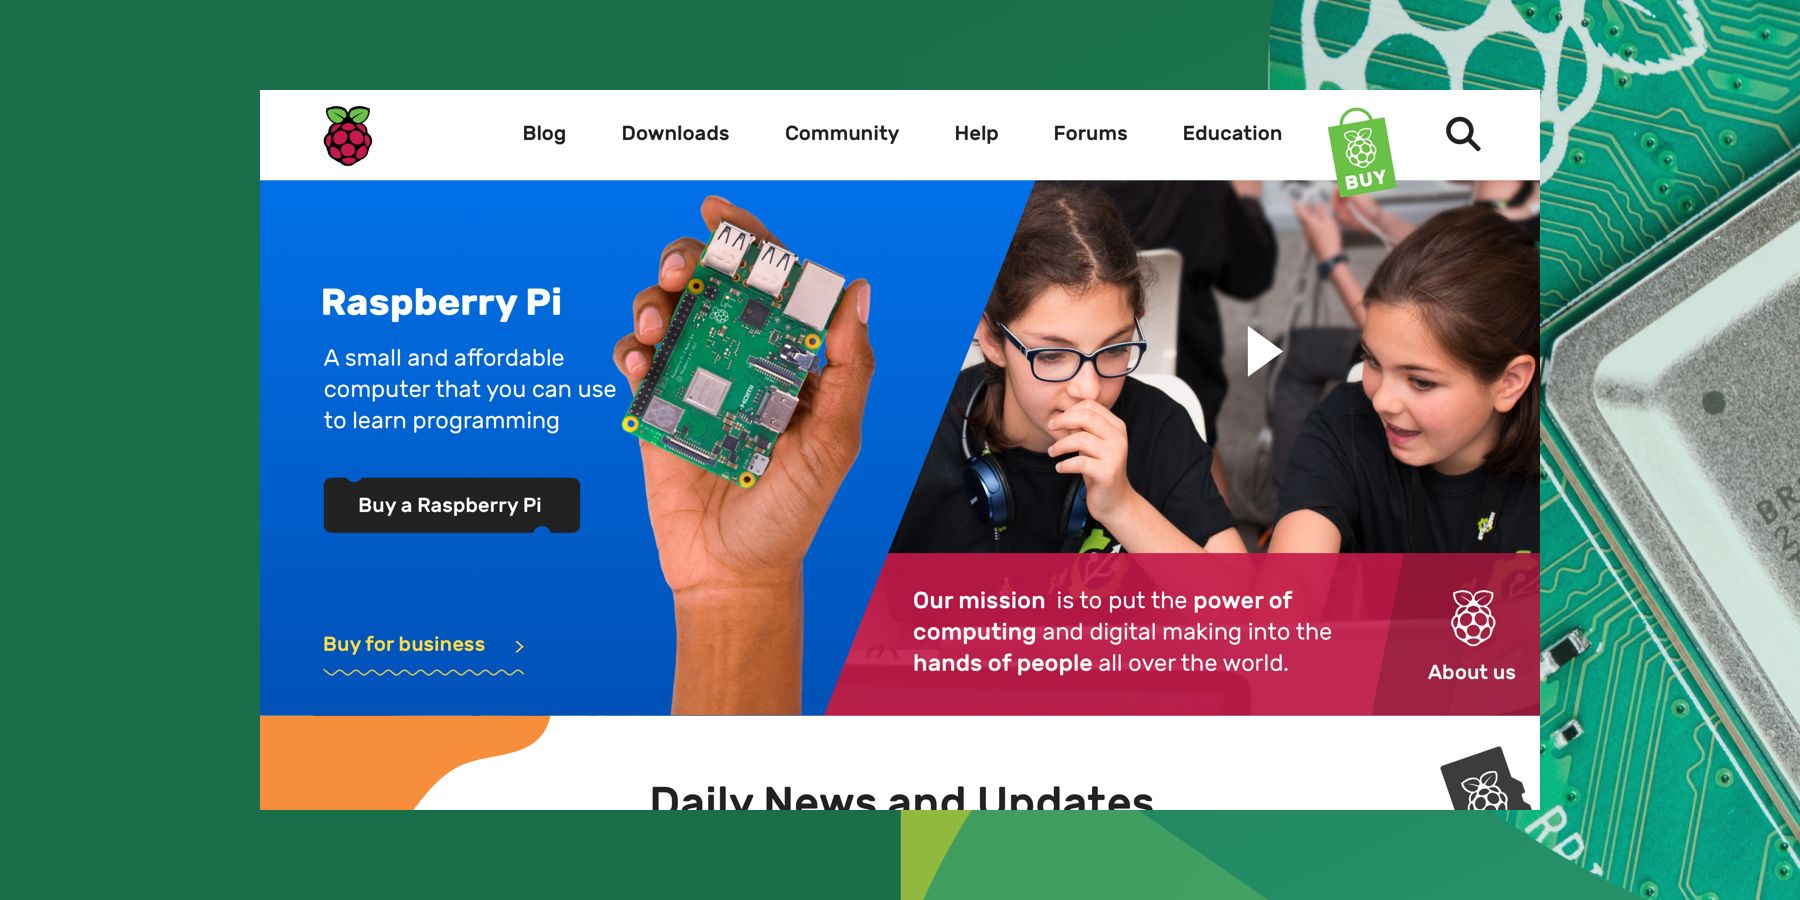 Blog Downloads Community Help Forums Education
BUY
Raspberry Pi
A small and affordable
computer that you can use
to learn programming
Buy a Raspberry Pi
Buy for business
HDMI
Our mission is to put the power of
computing and digital making into the
hands of people all over the world.
About us
Daily News and Updates